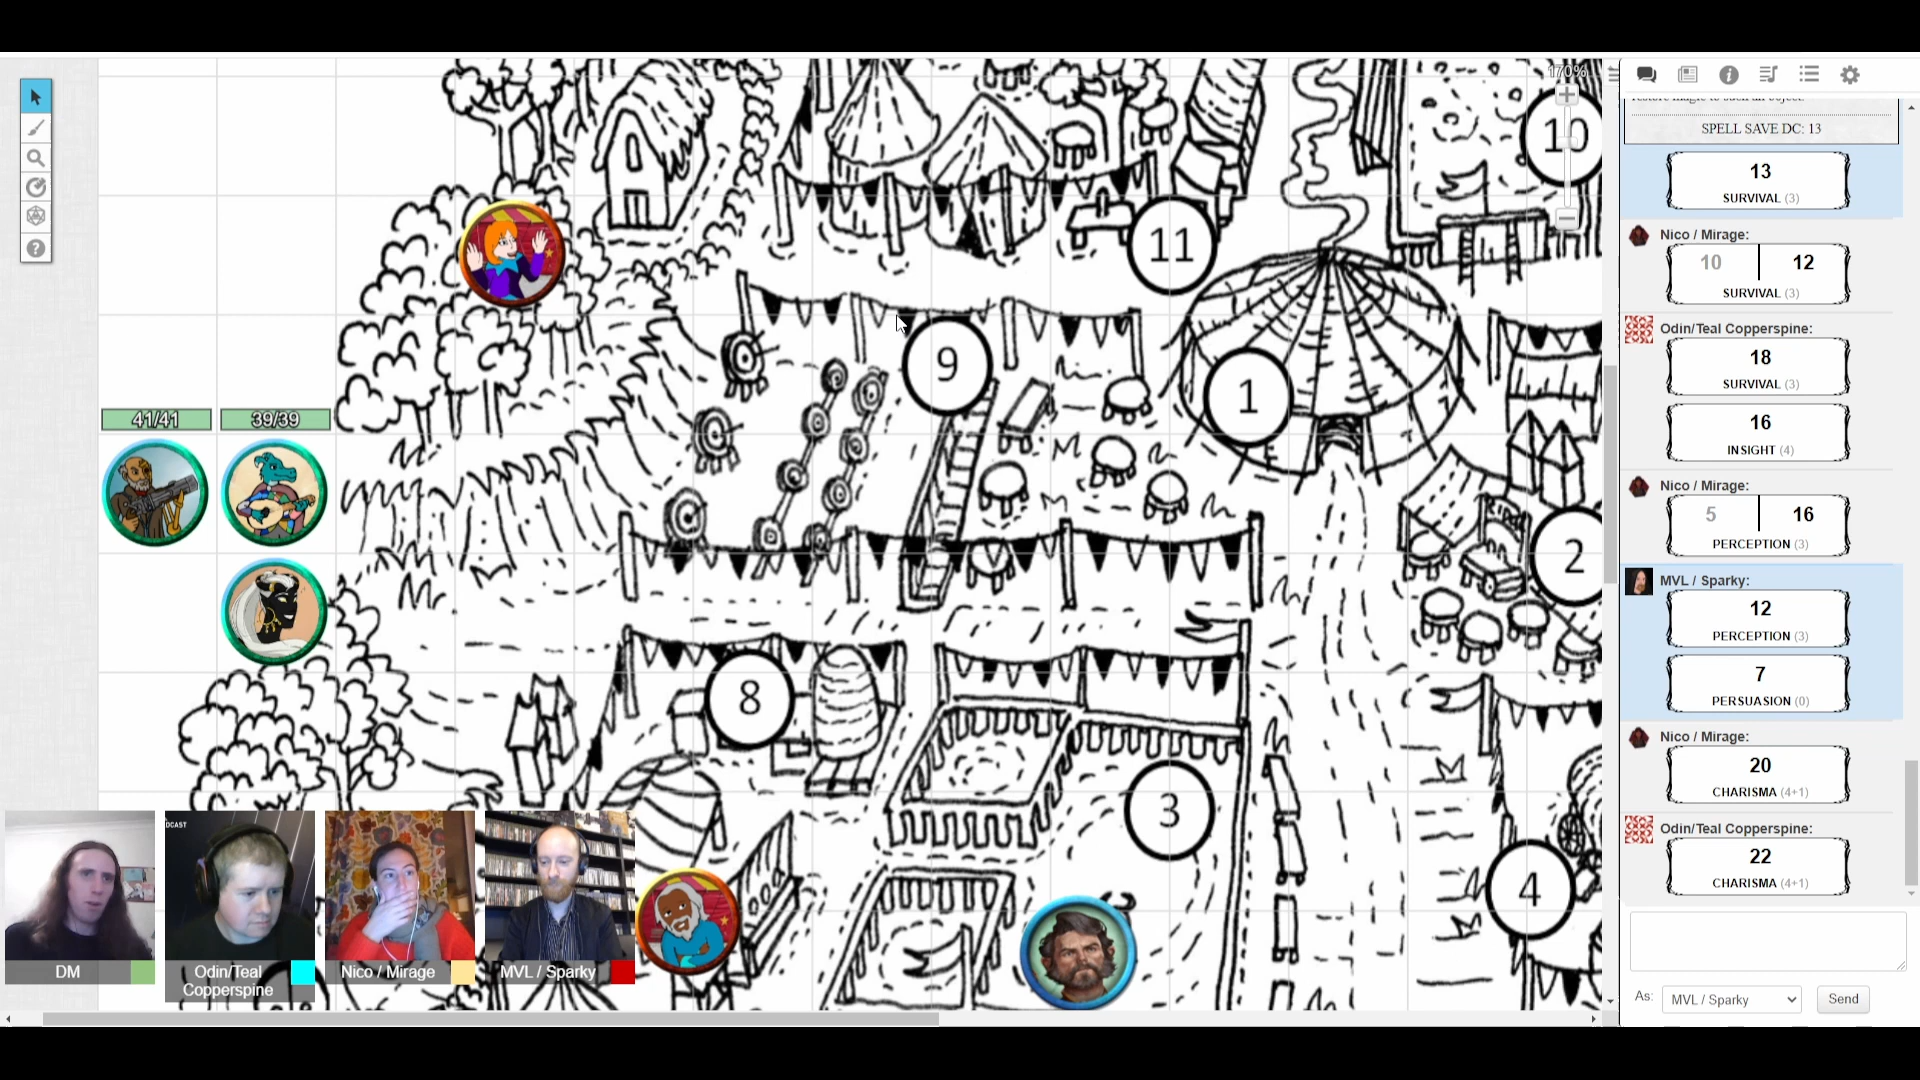 170%
10
11
9
1
2
8
3
4
41/41
39/39
DCAST
DM
Odin/Teal
Copperspine
Nico / Mirage
MVL / Sparky
SPELL SAVE DC: 13
13
SURVIVAL (3)
Nico / Mirage:
10 12
SURVIVAL (3)
Odin/Teal Copperspine:
18
SURVIVAL (3)
16
INSIGHT (4)
Nico / Mirage:
5 16
PERCEPTION (3)
MVL / Sparky:
12
PERCEPTION (3)
7
PERSUASION (0)
Nico / Mirage:
20
CHARISMA (4+1)
Odin/Teal Copperspine:
22
CHARISMA (4+1)
As: MVL / Sparky Send